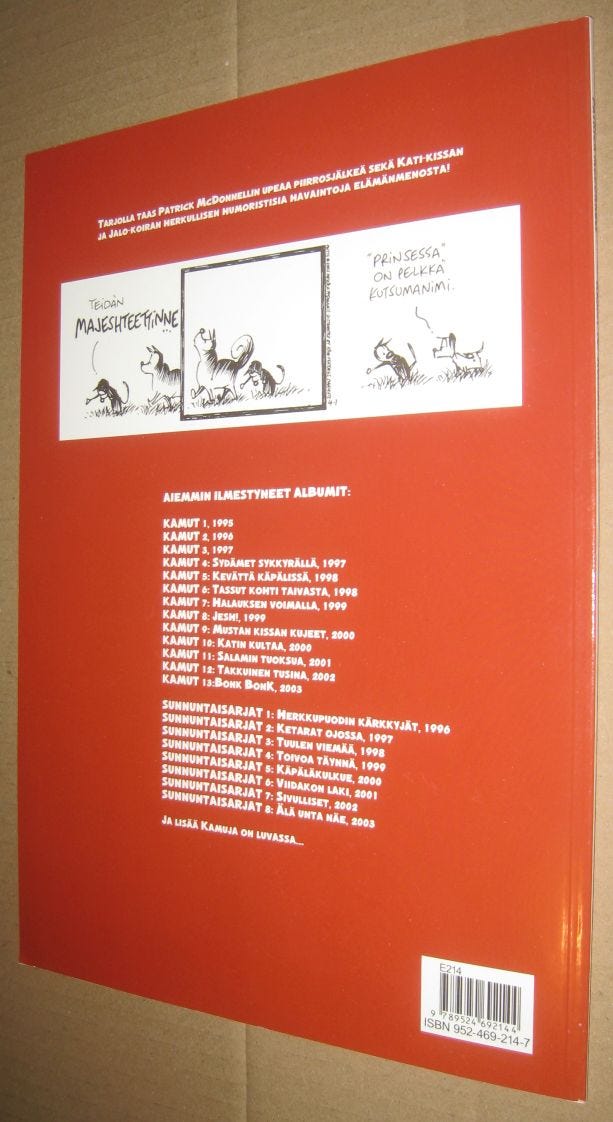 TARJOLLA TAAS PATRICK MCDONNELLIN UPEAA PIIRROSJÄLKEÄ SEKÄ KATI-KISSAN
JA JALO-KOIRAN HERKULLISEN HUMORISTISIA HAVAINTOJA ELÄMÄNMENOSTA!
TEIDÄN
MAJESHTEETTINNE...
"PRINSESSA"
ON PELKKÄ
KUTSUMANIMI.
4-9
AIEMMIN ILMESTYNEET ALBUMIT:
KAMUT 1, 1995
KAMUT 2, 1996
KAMUT 3, 1997
KAMUT 4: SYDÄMET SYKKYRÄLLÄ, 1997
KAMUT 5: KEVÄTTÄ KÄPÄLISSÄ, 1998
KAMUT 6: TASSUT KOHTI TAIVASTA, 1998
KAMUT 7: HALAUKSEN VOIMALLA, 1999
KAMUT 8: JESH!, 1999
KAMUT 9: MUSTAN KISSAN KUJEET, 2000
KAMUT 10: KATIN KULTAA, 2000
KAMUT 11: SALAMIN TUOKSUA, 2001
KAMUT 12: TAKKUINEN TUSINA, 2002
KAMUT 13:BONK BONK, 2003
SUNNUNTAISARJAT 1: HERKKUPUODIN KÄRKKYJÄT, 1996
SUNNUNTAISARJAT 2: KETARAT OJOSSA, 1997
SUNNUNTAISARJAT 3: TUULEN VIEMÄÄ, 1998
SUNNUNTAISARJAT 4: TOIVOA TÄYNNÄ, 1999
SUNNUNTAISARJAT 5: KÄPÄLÄKULKUE, 2000
SUNNUNTAISARJAT 6: VIIDAKON LAKI, 2001
SUNNUNTAISARJAT 7: SIVULLISET, 2002
SUNNUNTAISARJAT 8: ÄLÄ UNTA NÄE, 2003
JA LISÄÄ KAMUJA ON LUVASSA...
E214
9 789524 692144
ISBN 952-469-214-7